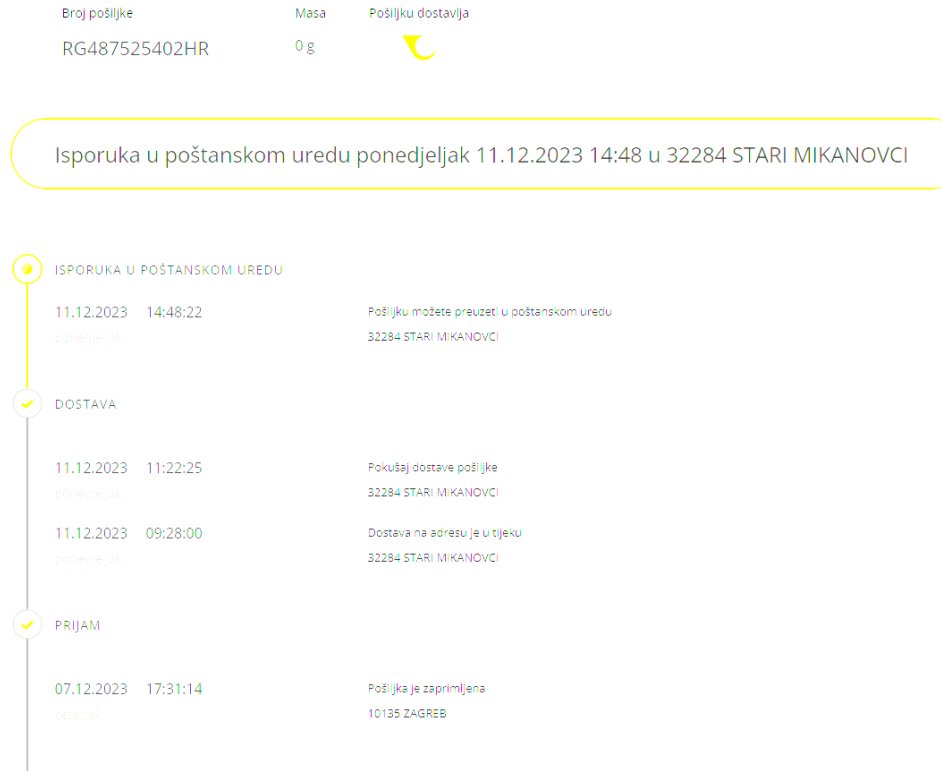 Broj pošiljke Masa Pošiljku dostavlja
RG487525402HR 0 g
Isporuka u poštanskom uredu ponedjeljak 11.12.2023 14:48 u 32284 STARI MIKANOVCI
ISPORUKA U POŠTANSKOM UREDU
11.12.2023 14:48:22 Pošiljku možete preuzeti u poštanskom uredu
ponedjeljak 32284 STARI MIKANOVCI
DOSTAVA
11.12.2023 11:22:25 Pokušaj dostave pošiljke
ponedjeljak 32284 STARI MIKANOVCI
11.12.2023 09:28:00 Dostava na adresu je u tijeku
ponedjeljak 32284 STARI MIKANOVCI
PRIJAM
07.12.2023 17:31:14 Pošiljka je zaprimljena
četvrtak 10135 ZAGREB